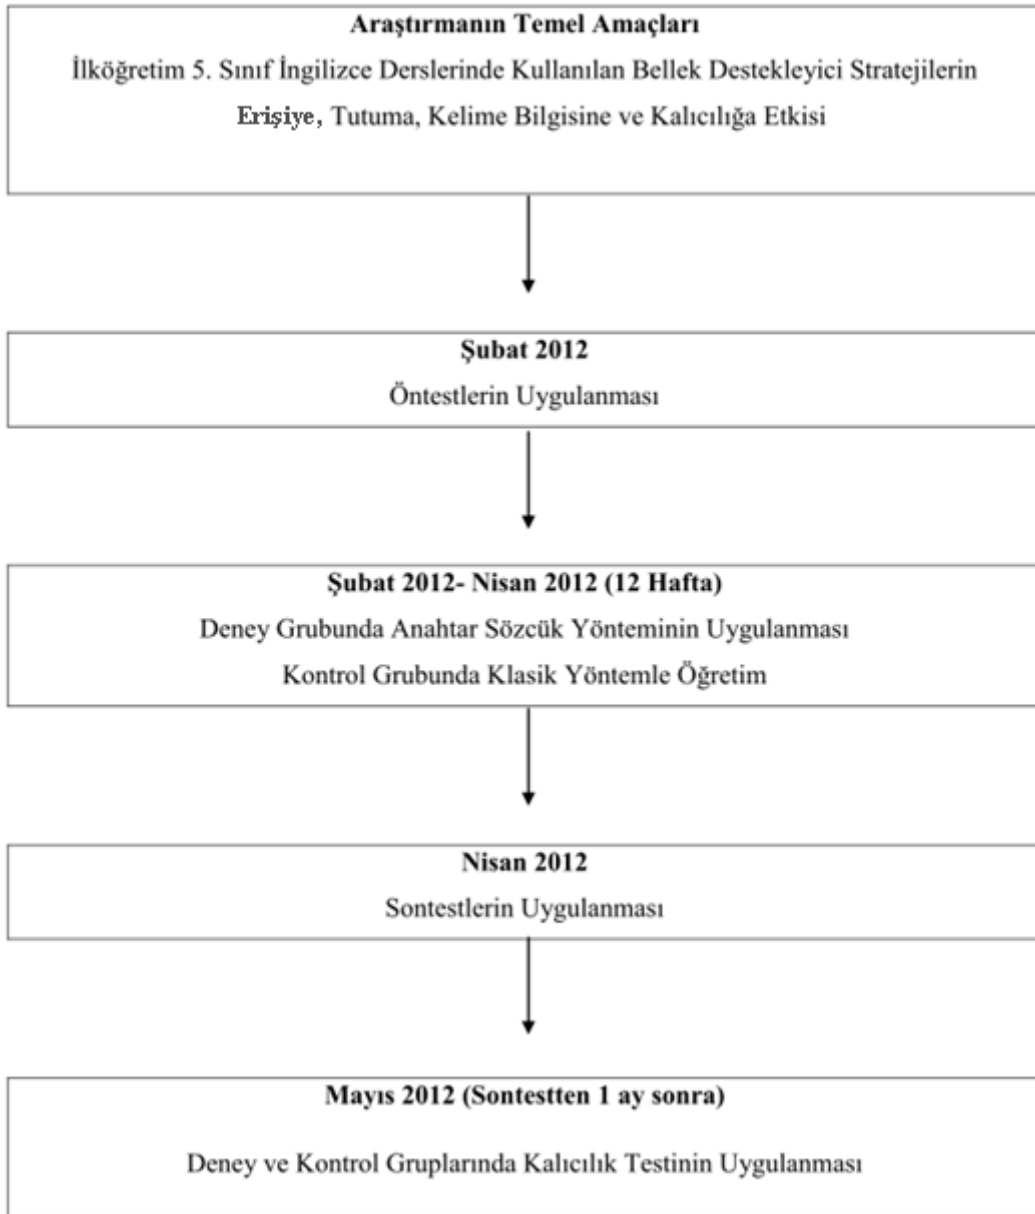 Araştırmanın Temel Amaçları
İlköğretim 5. Sınıf İngilizce Derslerinde Kullanılan Bellek Destekleyici Stratejilerin
Erişiye, Tutuma, Kelime Bilgisine ve Kalıcılığa Etkisi
Şubat 2012
Öntestlerin Uygulanması
Şubat 2012- Nisan 2012 (12 Hafta)
Deney Grubunda Anahtar Sözcük Yönteminin Uygulanması
Kontrol Grubunda Klasik Yöntemle Öğretim
Nisan 2012
Sontestlerin Uygulanması
Mayıs 2012 (Sontestten 1 ay sonra)
Deney ve Kontrol Gruplarında Kalıcılık Testinin Uygulanması